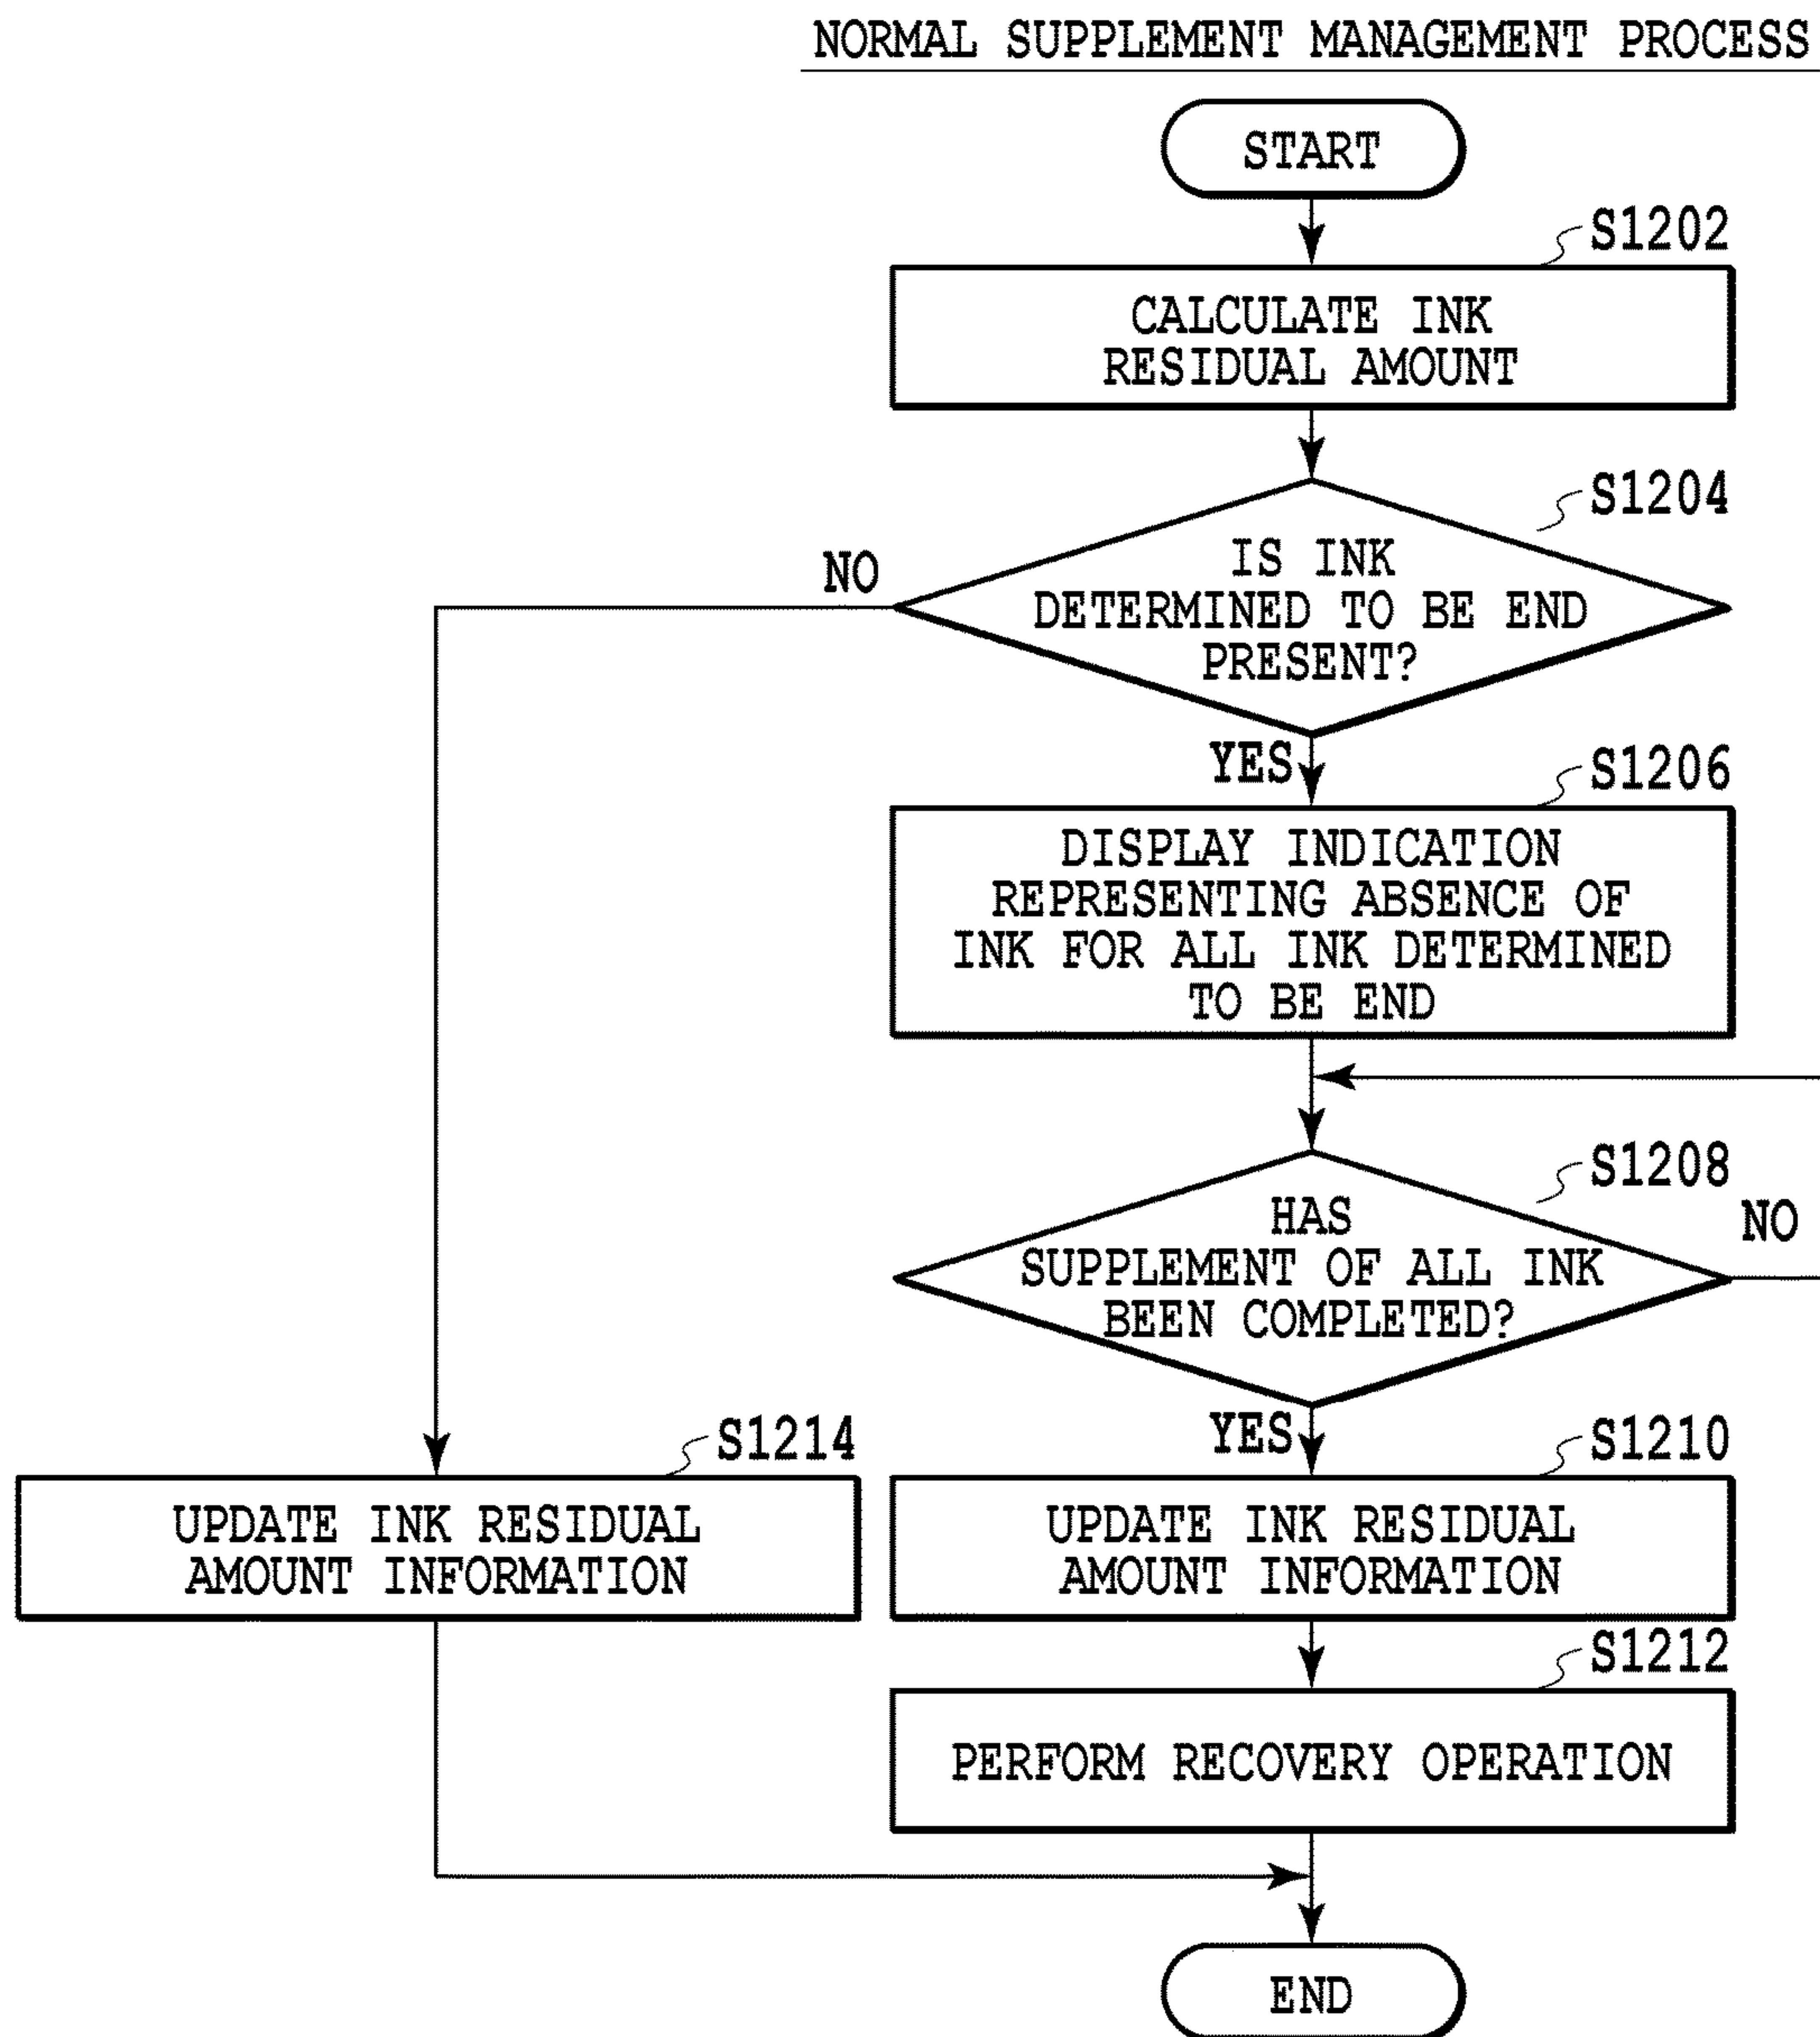 NORMAL SUPPLEMENT MANAGEMENT PROCESS
START
S1202
CALCULATE INK
RESIDUAL AMOUNT
S1204
IS INK
DETERMINED TO BE END
PRESENT?
NO
YES
S1206
DISPLAY INDICATION
REPRESENTING ABSENCE OF
INK FOR ALL INK DETERMINED
TO BE END
S1208
HAS
SUPPLEMENT OF ALL INK
BEEN COMPLETED?
NO
YES
S1214
UPDATE INK RESIDUAL
AMOUNT INFORMATION
S1210
UPDATE INK RESIDUAL
AMOUNT INFORMATION
S1212
PERFORM RECOVERY OPERATION
END